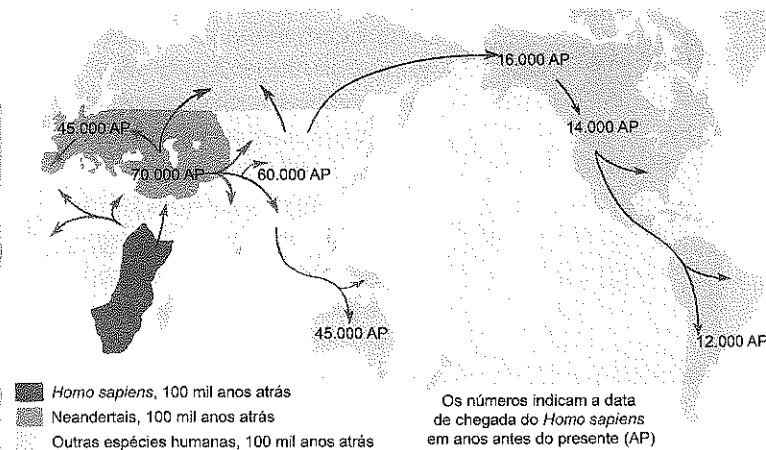 16.000 AP
45.000 AP
14.000 AP
70.000 AP
60.000 AP
45.000 AP
12.000 AP
Homo sapiens, 100 mil anos atrás
Neandertais, 100 mil anos atrás
Outras espécies humanas, 100 mil anos atrás
Os números indicam a data
de chegada do Homo sapiens
em anos antes do presente (AP)